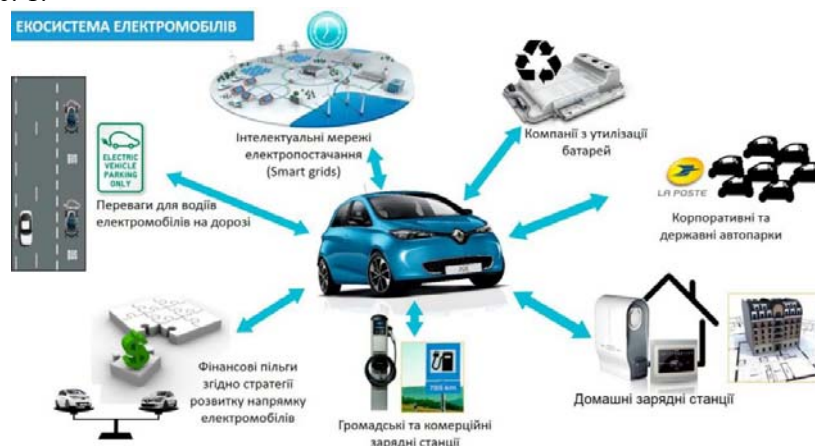 ЕКОСИСТЕМА ЕЛЕКТРОМОБІЛІВ
Інтелектуальні мережі
електропостачання
(Smart grids)
Компанії з утилізації
батарей
ELECTRIC
VEHICLE
PARKING
ONLY
Переваги для водіїв
електромобілів на дорозі
LA POSTE
Корпоративні та
державні автопарки
$
Фінансові пільги
згідно стратегії
розвитку напрямку
електромобілів
Громадські та комерційні
зарядні станції
Домашні зарядні станції